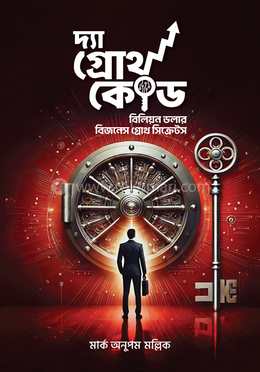 দ্যা
গ্রোথ
কোড
বিলিয়ন ডলার
বিজনেস গ্রোথ সিক্রেটস
মার্ক অনুপম মল্লিক